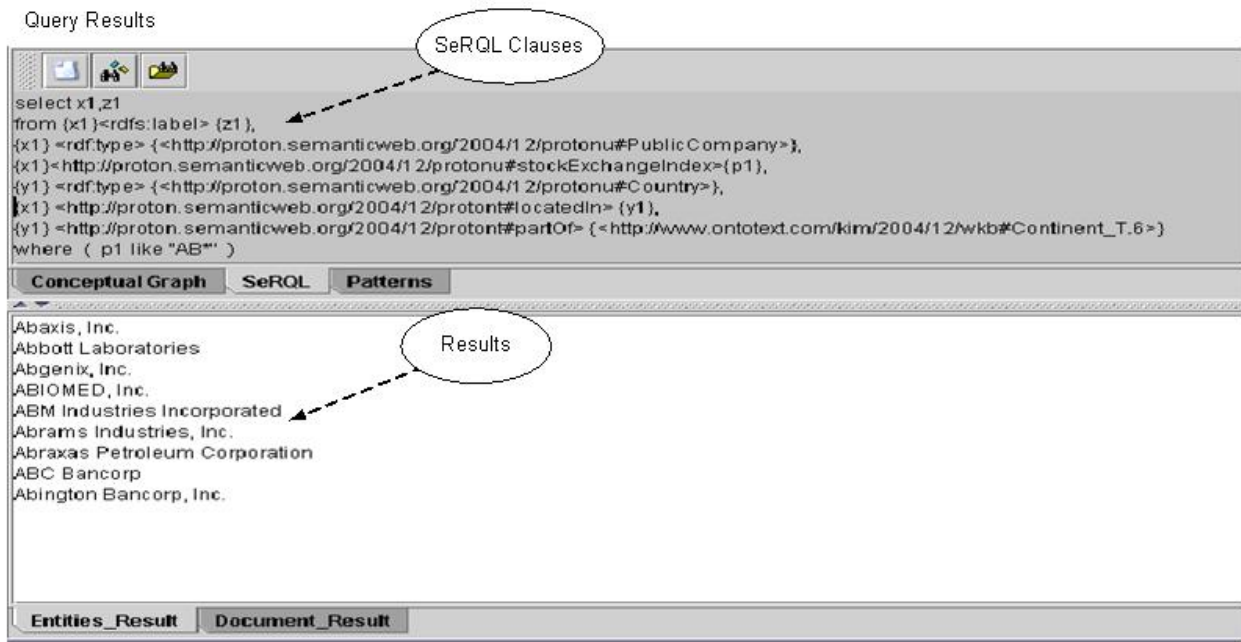 Query Results
SeRQL Clauses
select x1,z1
from {x1}<rdfs:label> {z1},
{x1} <rdf:type> {<http://proton.semanticweb.org/2004/12/protonu#PublicCompany>},
{x1}<http://proton.semanticweb.org/2004/12/protonu#stockExchangeIndex>{p1},
{y1} <rdf:type> {<http://proton.semanticweb.org/2004/12/protonu#Country>},
{x1} <http://proton.semanticweb.org/2004/12/protont#locatedIn> {y1},
{y1} <http://proton.semanticweb.org/2004/12/protont#partOf> {<http://www.ontotext.com/kim/2004/12/wkb#Continent_T.6>}
where ( p1 like "AB*" )
Conceptual Graph SeRQL Patterns
Results
Abaxis, Inc.
Abbott Laboratories
Abgenix, Inc.
ABIOMED, Inc.
ABM Industries Incorporated
Abrams Industries, Inc.
Abraxas Petroleum Corporation
ABC Bancorp
Abington Bancorp, Inc.
Entities_Result Document_Result